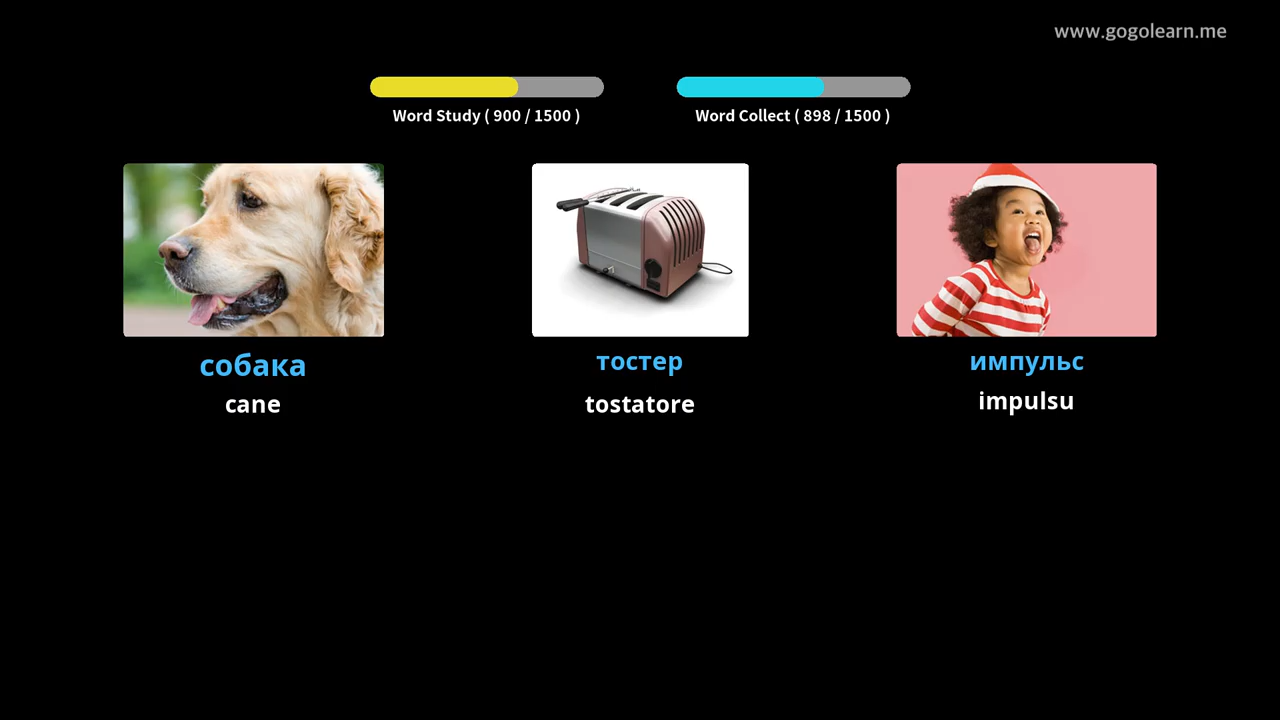 www.gogolearn.me
Word Study ( 900 / 1500 )
Word Collect ( 898 / 1500 )
собака
тостер
импульс
cane
tostatore
impulsu